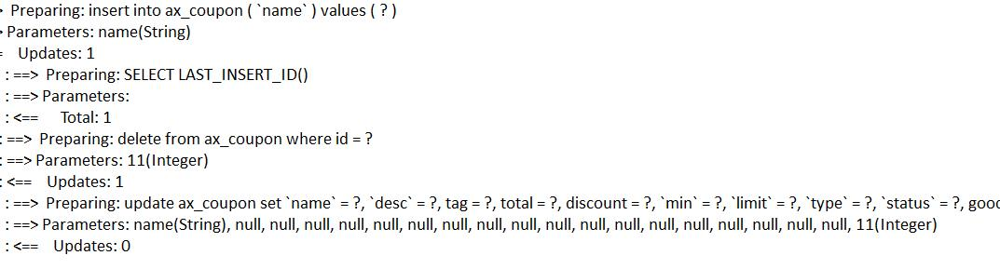 > Preparing: insert into ax_coupon ( `name` ) values ( ? )
> Parameters: name(String)
= Updates: 1
: ==> Preparing: SELECT LAST_INSERT_ID()
: ==> Parameters:
: <== Total: 1
: ==> Preparing: delete from ax_coupon where id = ?
: ==> Parameters: 11(Integer)
: <== Updates: 1
: ==> Preparing: update ax_coupon set `name` = ?, `desc` = ?, tag = ?, total = ?, discount = ?, `min` = ?, `limit` = ?, `type` = ?, `status` = ?, good
: ==> Parameters: name(String), null, null, null, null, null, null, null, null, null, null, null, null, null, null, null, null, null, null, 11(Integer)
: <== Updates: 0